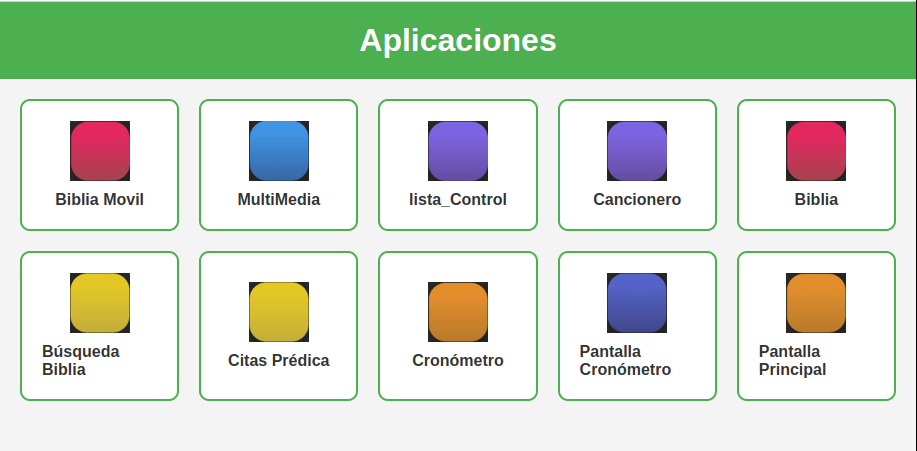 Aplicaciones
Biblia Movil
MultiMedia
lista_Control
Cancionero
Biblia
Búsqueda
Biblia
Citas Prédica
Cronómetro
Pantalla
Cronómetro
Pantalla
Principal